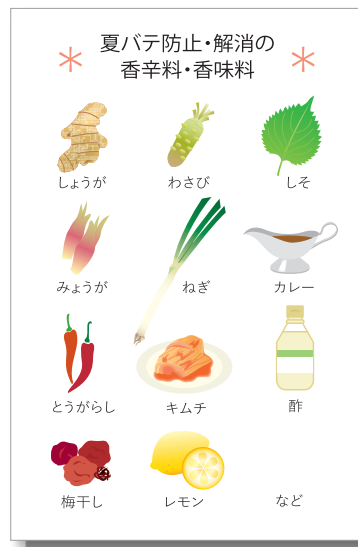 夏バテ防止・解消の
香辛料・香味料
しょうが
わさび
しそ
みょうが
ねぎ
カレー
とうがらし
キムチ
酢
梅干し
レモン
など